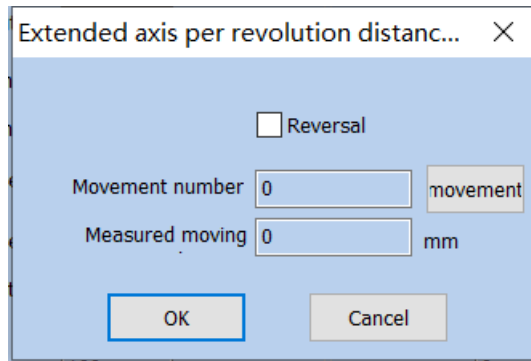 Extended axis per revolution distanc...
Reversal
Movement number 0 movement
Measured moving 0 mm
OK Cancel